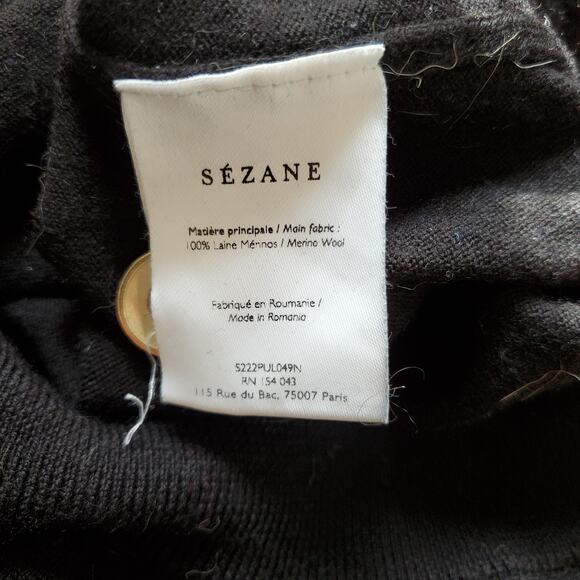 SÉZANE
Matière principale / Main fabric :
100% Laine Ménnos / Merino Wool
Fabriqué en Roumanie /
Made in Romania
S222PUL049N
RN 154 043
115 Rue du Bac, 75007 Paris